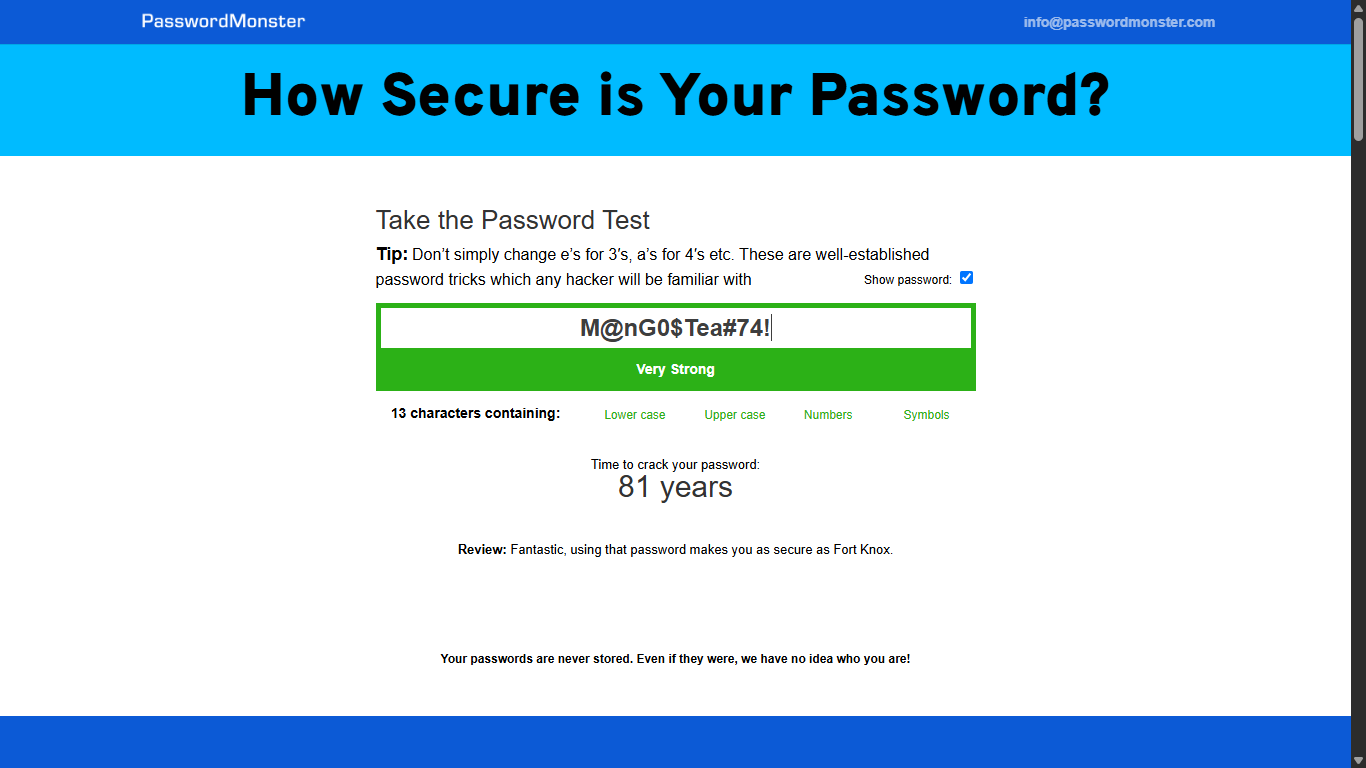 PasswordMonster
info@passwordmonster.com
How Secure is Your Password?
Take the Password Test
Tip: Don’t simply change e’s for 3′s, a’s for 4′s etc. These are well-established
password tricks which any hacker will be familiar with
Show password:
M@nG0$Tea#74!
Very Strong
13 characters containing:
Lower case
Upper case
Numbers
Symbols
Time to crack your password:
81 years
Review: Fantastic, using that password makes you as secure as Fort Knox.
Your passwords are never stored. Even if they were, we have no idea who you are!